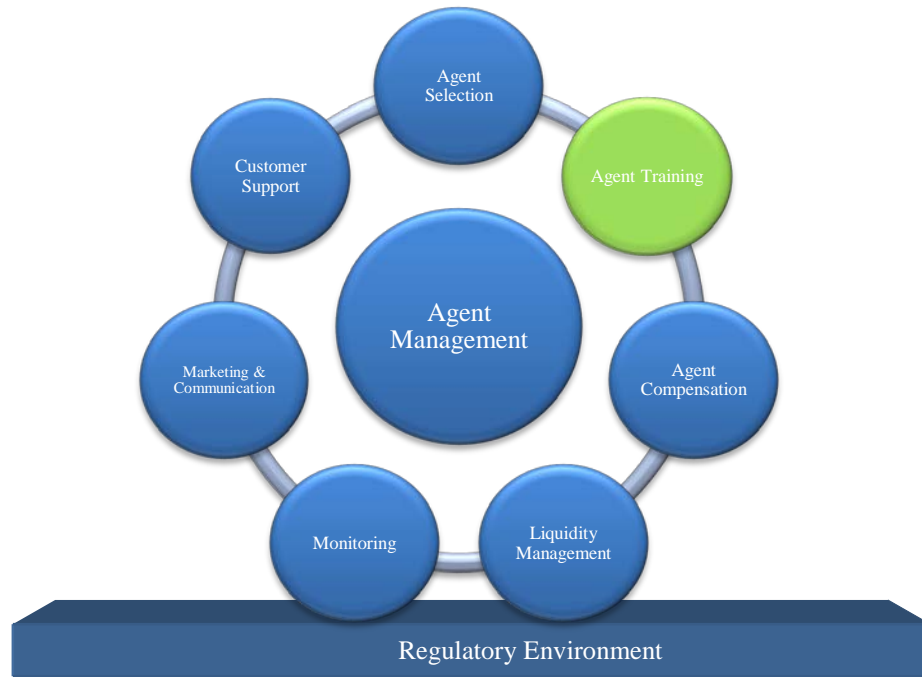 Agent
Selection
Agent Training
Agent
Compensation
Liquidity
Management
Monitoring
Marketing &
Communication
Customer
Support
Agent
Management
Regulatory Environment